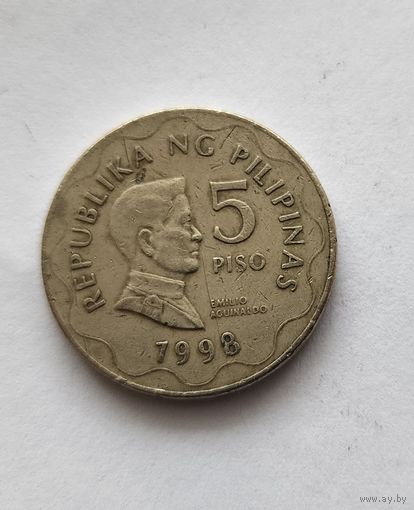 REPUBLIKA NG PILIPINAS
5
PISO
EMILIO
AGUINALDO
1998
www.ay.by